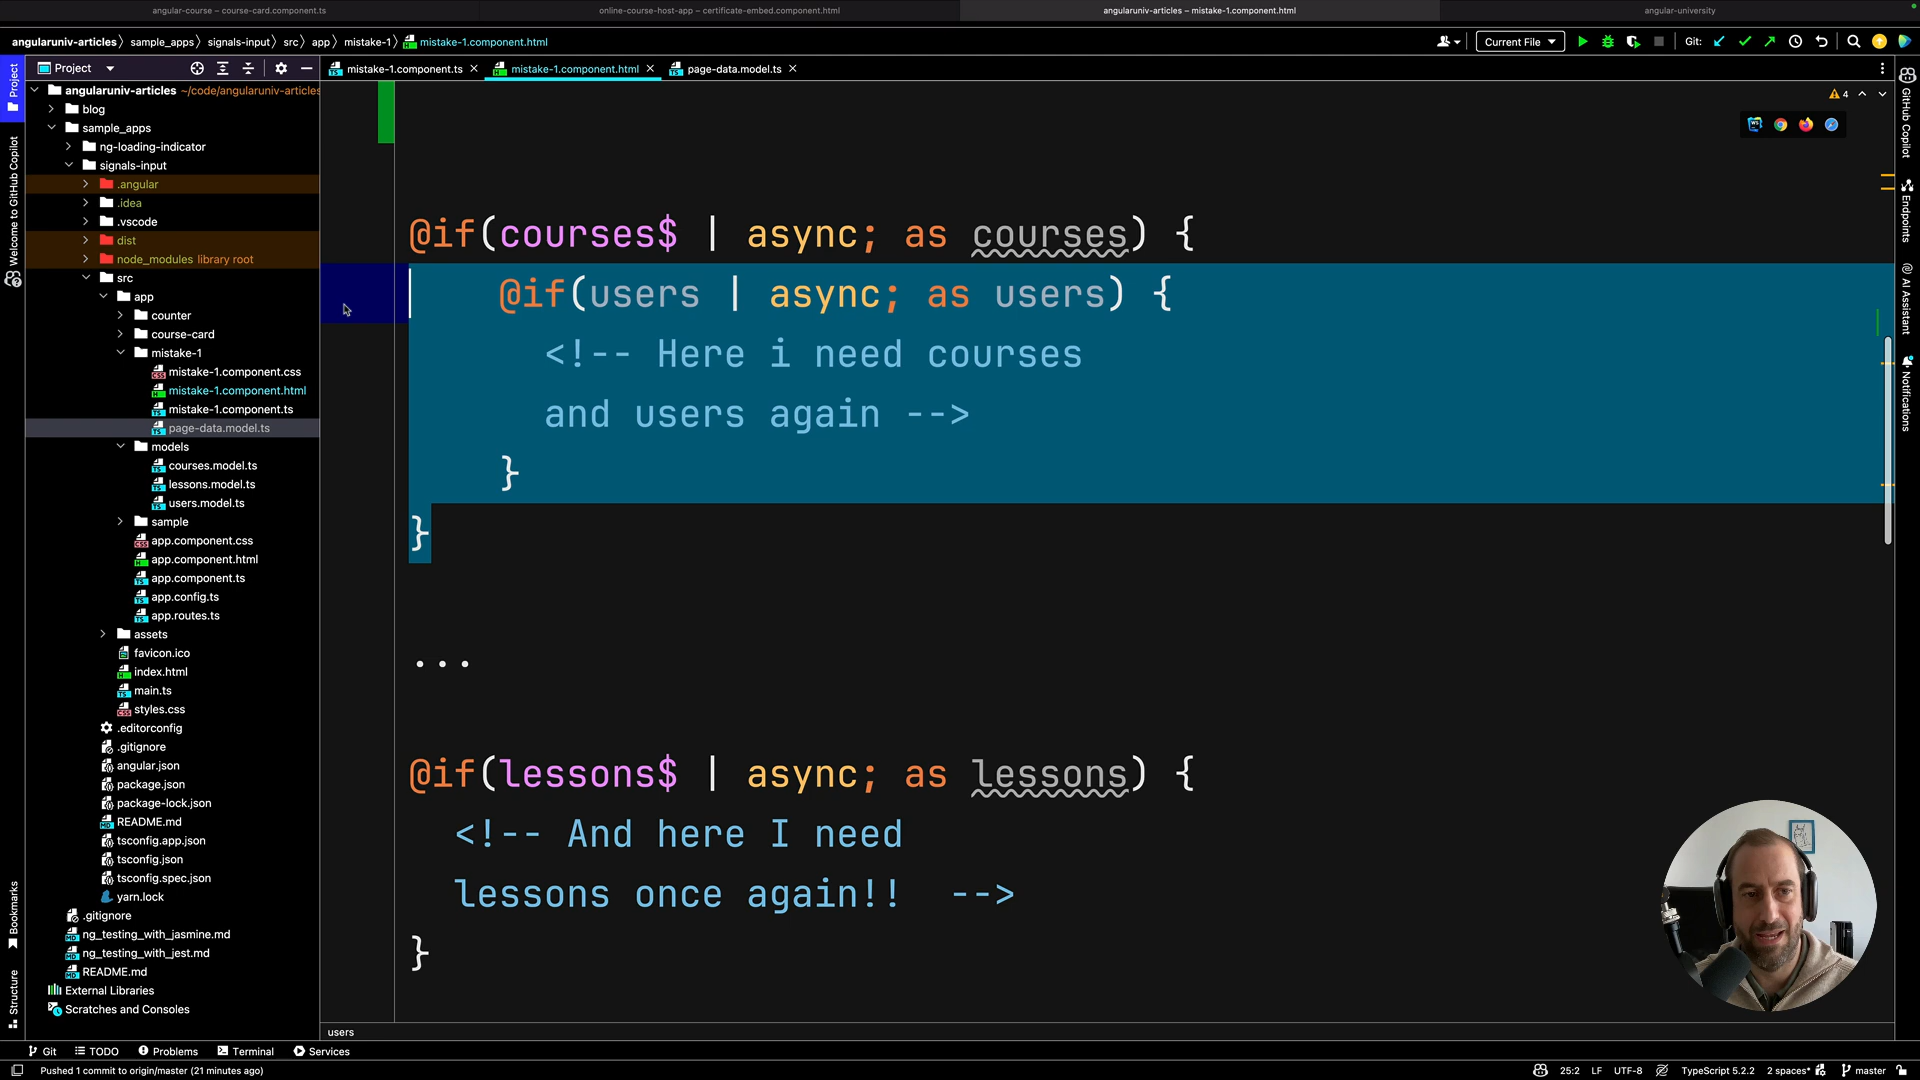 angular-course – course-card.component.ts
online-course-host-app – certificate-embed.component.html
angularuniv-articles – mistake-1.component.html
angular-university
angularuniv-articles
sample_apps
signals-input
src
app
mistake-1
mistake-1.component.html
Current File
Git:
Project
mistake-1.component.ts
mistake-1.component.html
page-data.model.ts
4
Project
Welcome to GitHub Copilot
Bookmarks
Structure
GitHub Copilot
Endpoints
AI Assistant
Notifications
angularuniv-articles ~/code/angularuniv-articles
blog
sample_apps
ng-loading-indicator
signals-input
.angular
.idea
.vscode
dist
node_modules library root
src
app
counter
course-card
mistake-1
mistake-1.component.css
mistake-1.component.html
mistake-1.component.ts
page-data.model.ts
models
courses.model.ts
lessons.model.ts
users.model.ts
sample
app.component.css
app.component.html
app.component.ts
app.config.ts
app.routes.ts
assets
favicon.ico
index.html
main.ts
styles.css
.editorconfig
.gitignore
angular.json
package.json
package-lock.json
README.md
tsconfig.app.json
tsconfig.json
tsconfig.spec.json
yarn.lock
.gitignore
ng_testing_with_jasmine.md
ng_testing_with_jest.md
README.md
External Libraries
Scratches and Consoles
@if(courses$ | async; as courses) {
@if(users | async; as users) {
<!-- Here i need courses
and users again -->
}
}
...
@if(lessons$ | async; as lessons) {
<!-- And here I need
lessons once again!! -->
}
users
Git
TODO
Problems
Terminal
Services
Pushed 1 commit to origin/master (21 minutes ago)
25:2
LF
UTF-8
TypeScript 5.2.2
2 spaces*
master